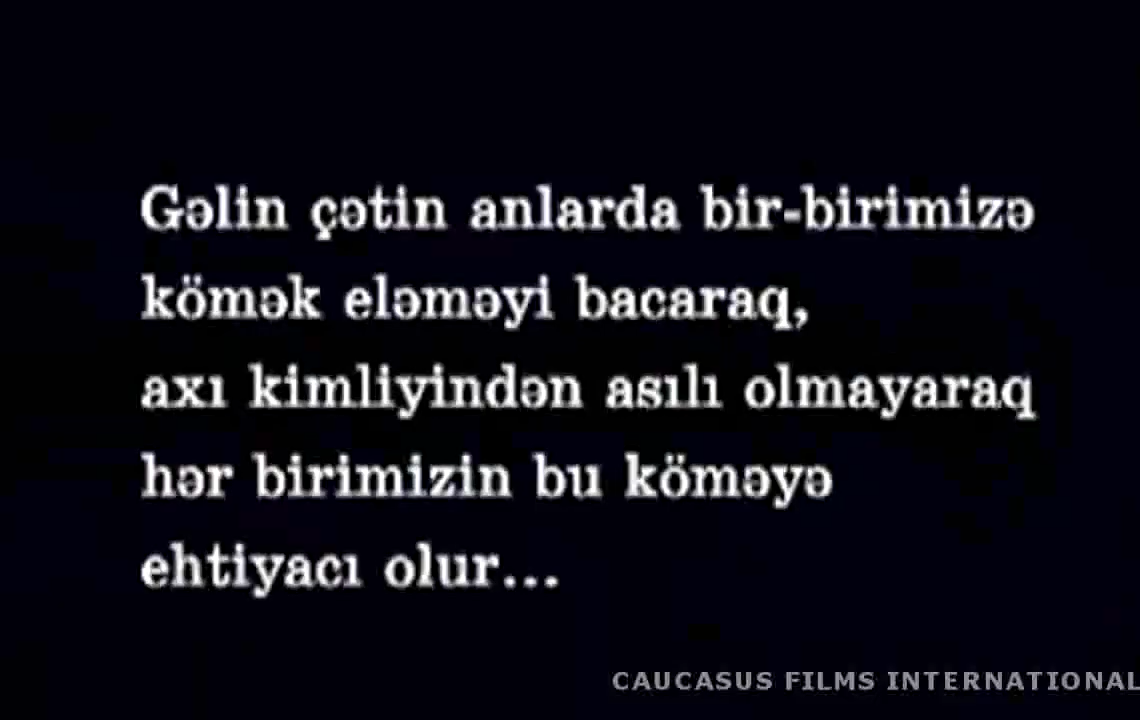 Gəlin çətin anlarda bir-birimizə
kömək eləməyi bacaraq,
axı kimliyindən asılı olmayaraq
hər birimizin bu köməyə
ehtiyacı olur...
CAUCASUS FILMS INTERNATIONAL